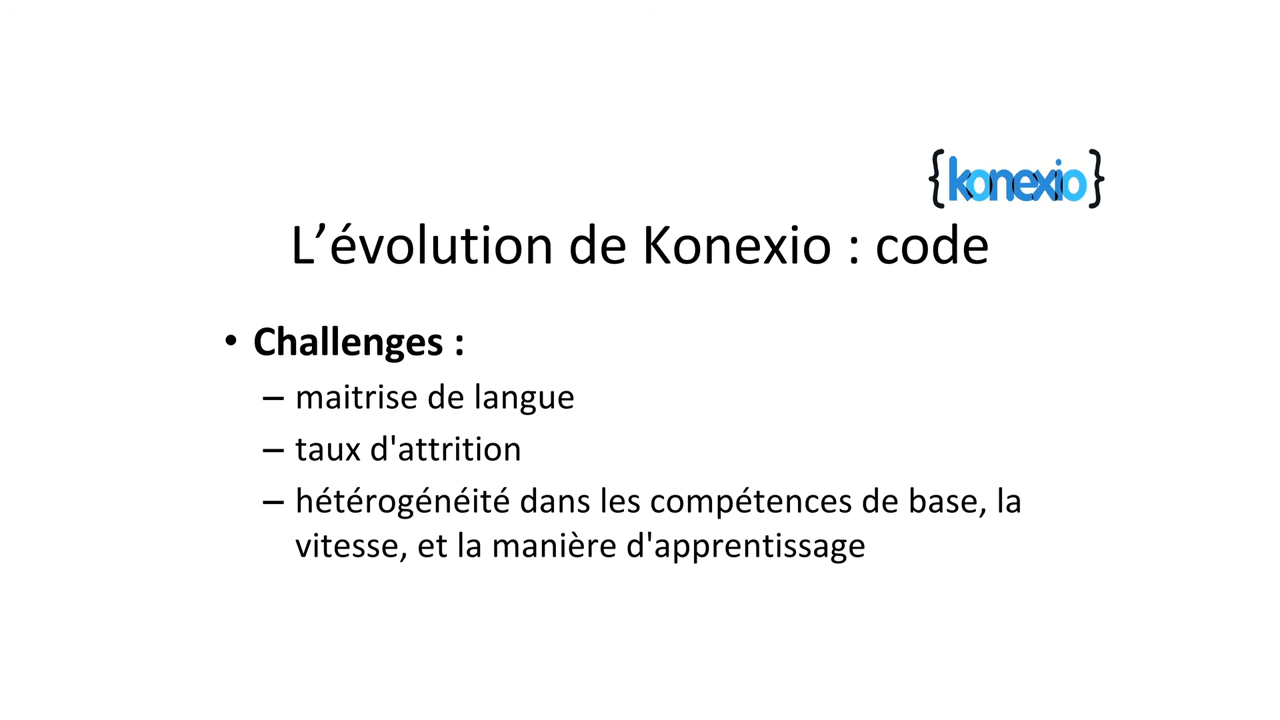 {konexio}
L’évolution de Konexio : code
• Challenges :
– maitrise de langue
– taux d'attrition
– hétérogénéité dans les compétences de base, la
vitesse, et la manière d'apprentissage